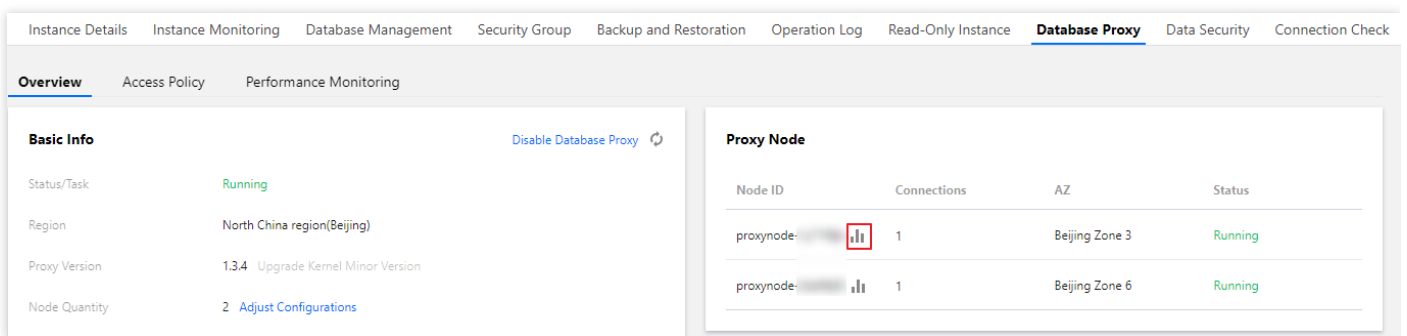 Instance Details Instance Monitoring Database Management Security Group Backup and Restoration Operation Log Read-Only Instance Database Proxy Data Security Connection Check
Overview Access Policy Performance Monitoring
Basic Info Disable Database Proxy
Status/Task Running
Region North China region(Beijing)
Proxy Version 1.3.4 Upgrade Kernel Minor Version
Node Quantity 2 Adjust Configurations
Proxy Node
Node ID Connections AZ Status
proxynode- 1 Beijing Zone 3 Running
proxynode- 1 Beijing Zone 6 Running